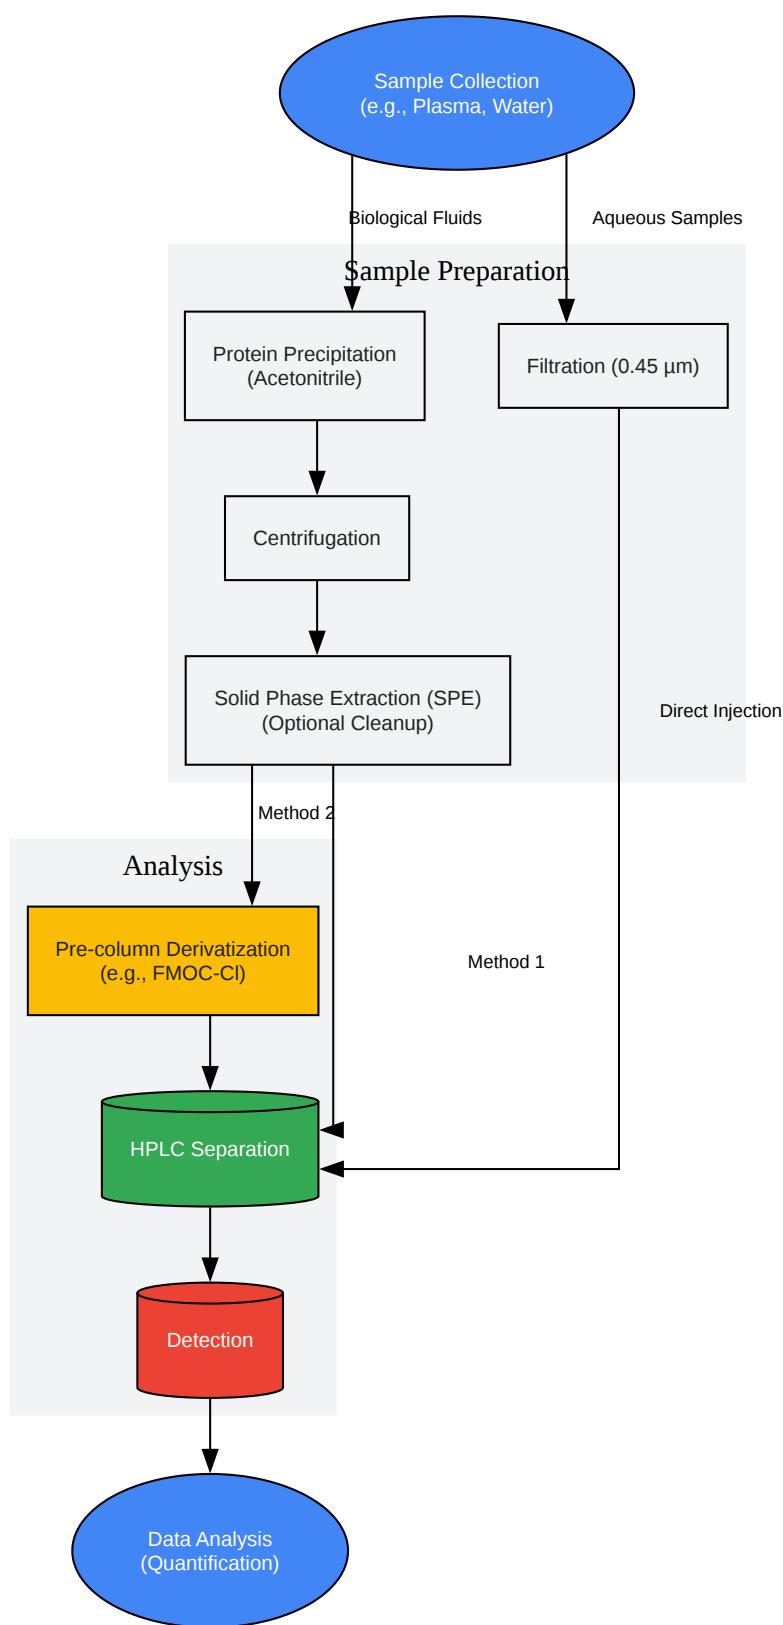 Sample Collection
(e.g., Plasma, Water)
Biological Fluids
Aqueous Samples
Sample Preparation
Protein Precipitation
(Acetonitrile)
Filtration (0.45 µm)
Centrifugation
Solid Phase Extraction (SPE)
(Optional Cleanup)
Direct Injection
Method 2
Analysis
Pre-column Derivatization
(e.g., FMOC-Cl)
Method 1
HPLC Separation
Detection
Data Analysis
(Quantification)